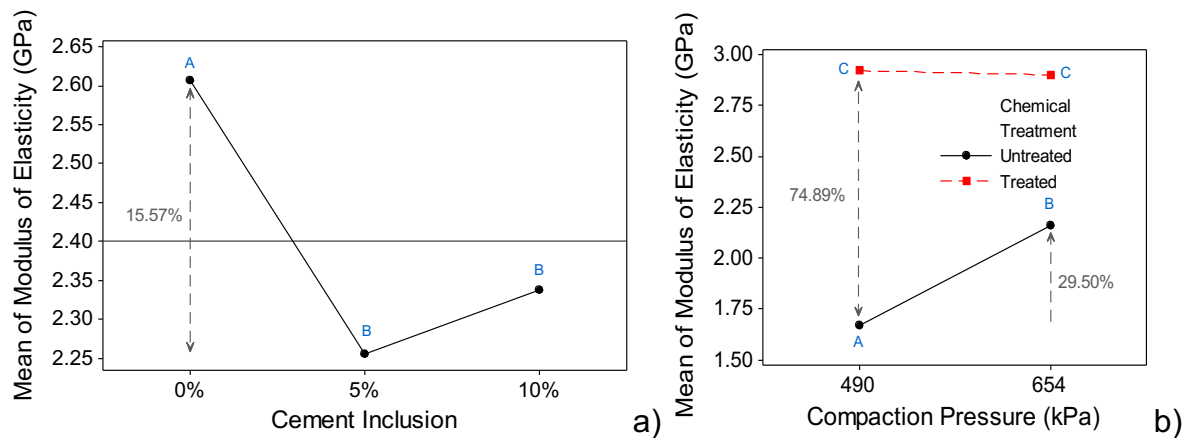 Mean of Modulus of Elasticity (GPa)
2.65
2.60
2.55
2.50
2.45
2.40
2.35
2.30
2.25
A
15.57%
B
B
0%
5%
10%
Cement Inclusion
a)
Mean of Modulus of Elasticity (GPa)
3.00
2.75
2.50
2.25
2.00
1.75
1.50
C
C
Chemical
Treatment
Untreated
Treated
74.89%
B
29.50%
A
490
654
Compaction Pressure (kPa)
b)